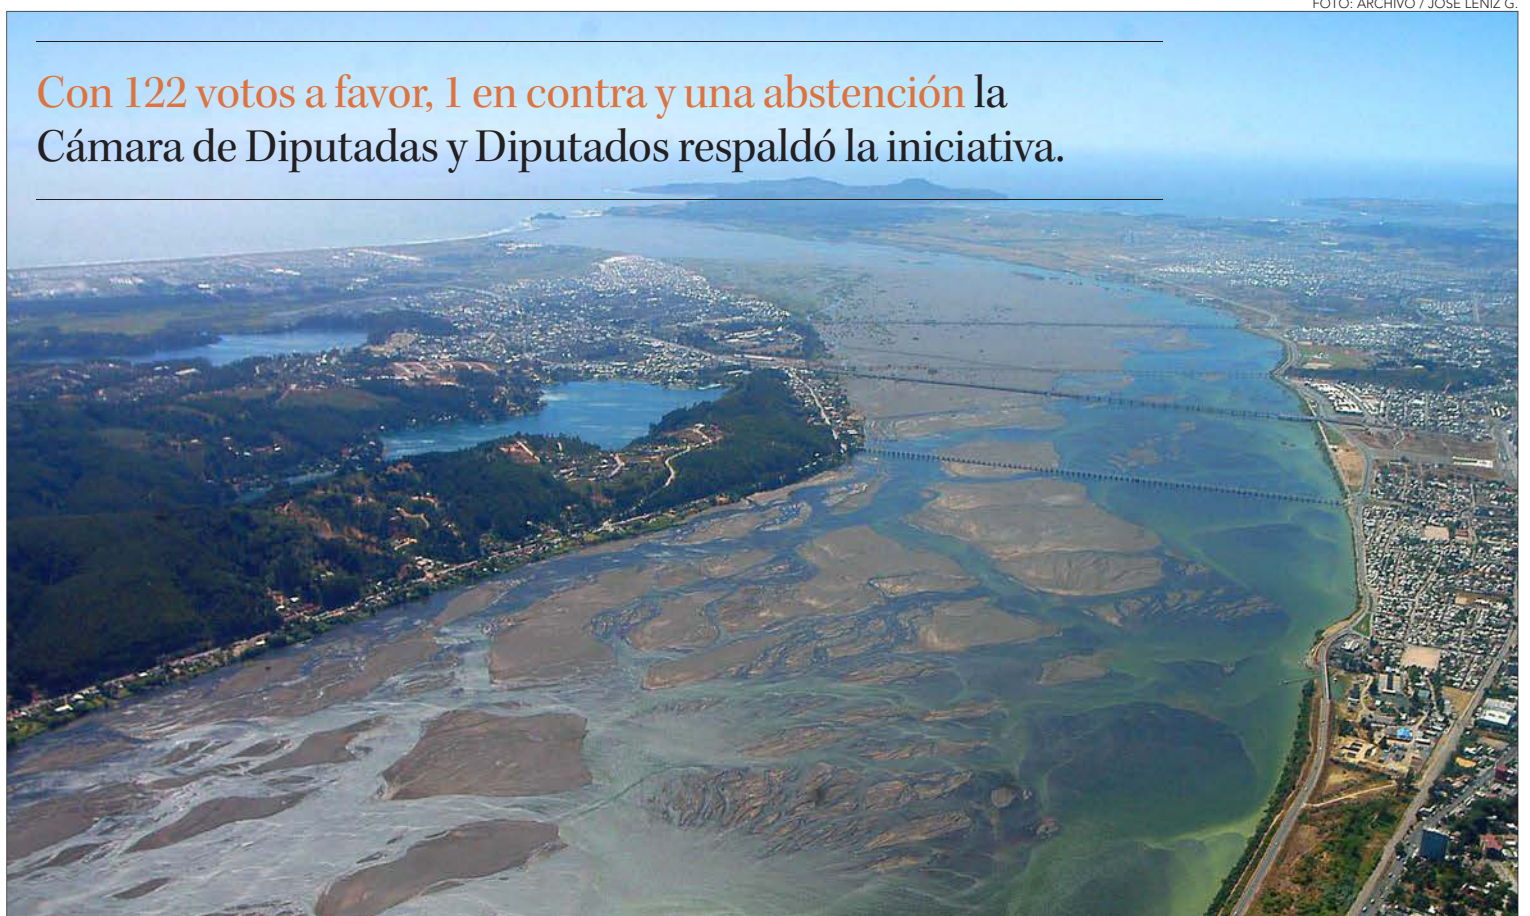 FOTO: ARCHIVO / JOSÉ LENIZ G.
Con 122 votos a favor, 1 en contra y una abstención la
Cámara de Diputadas y Diputados respaldó la iniciativa.